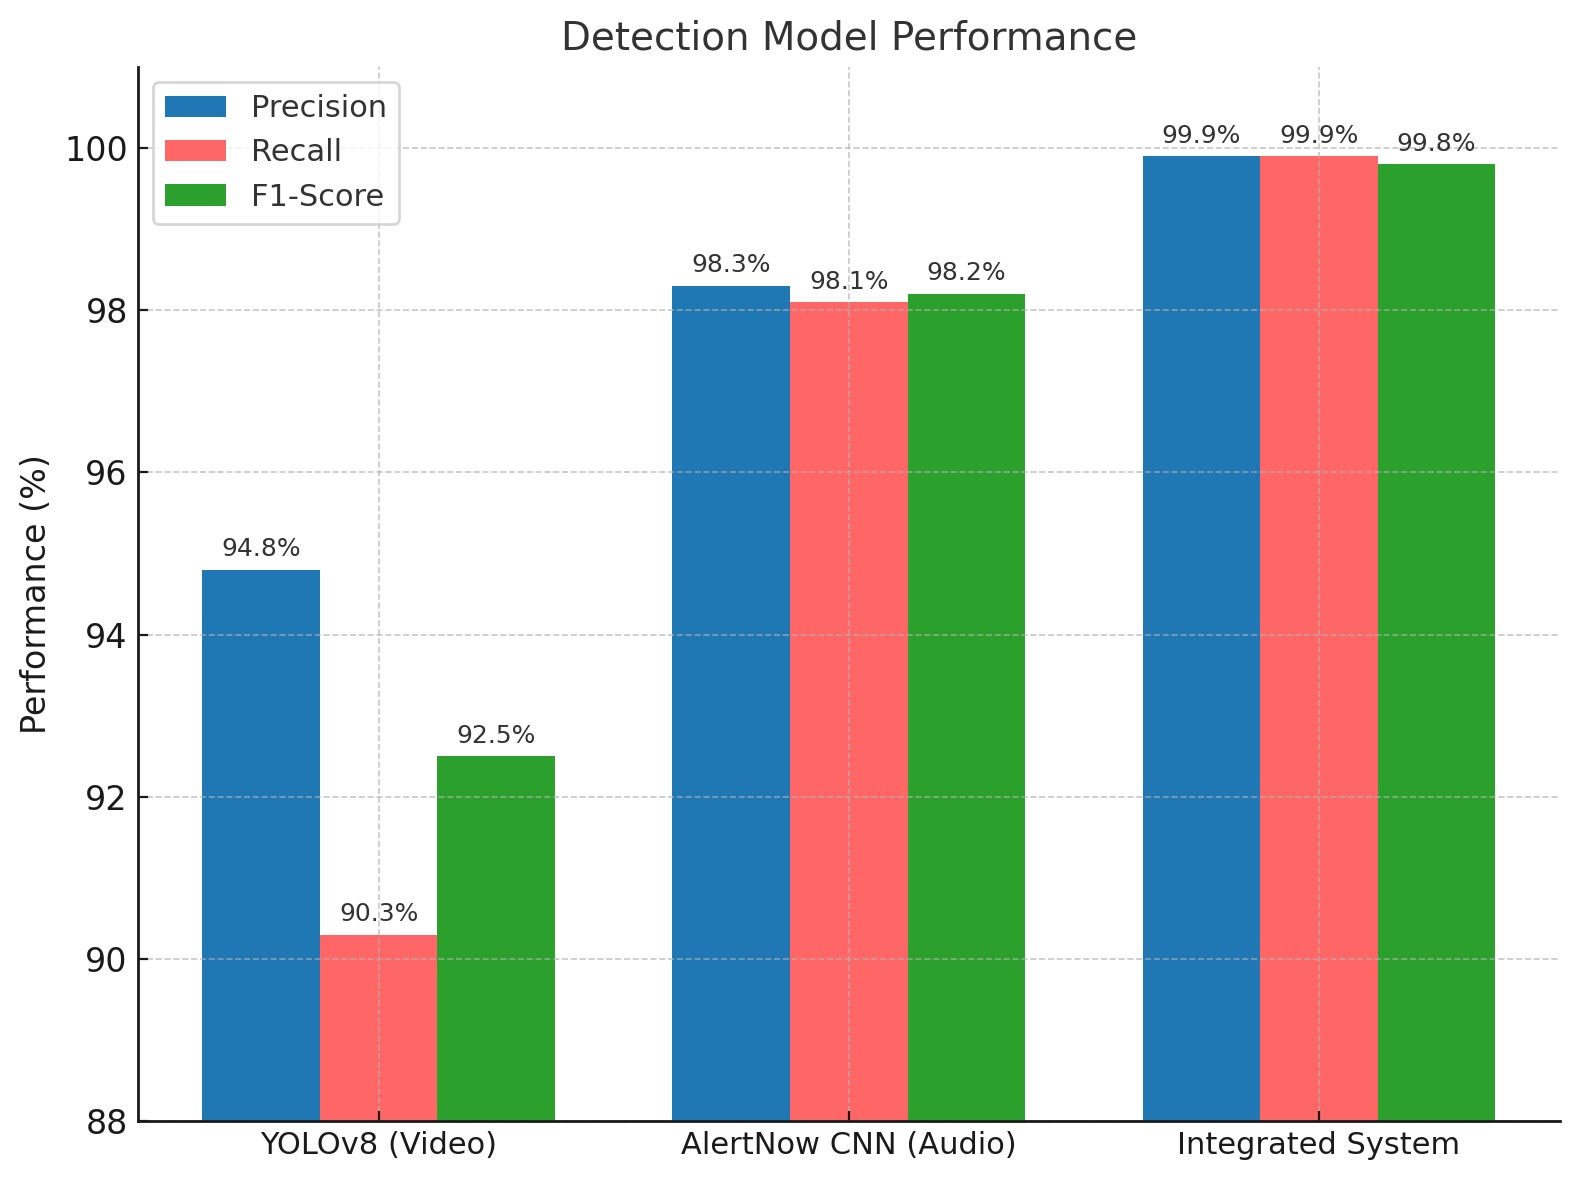 Detection Model Performance
Precision
Recall
F1-Score
Performance (%)
100
98
96
94
92
90
88
94.8%
90.3%
92.5%
98.3%
98.1%
98.2%
99.9%
99.9%
99.8%
YOLOv8 (Video)
AlertNow CNN (Audio)
Integrated System